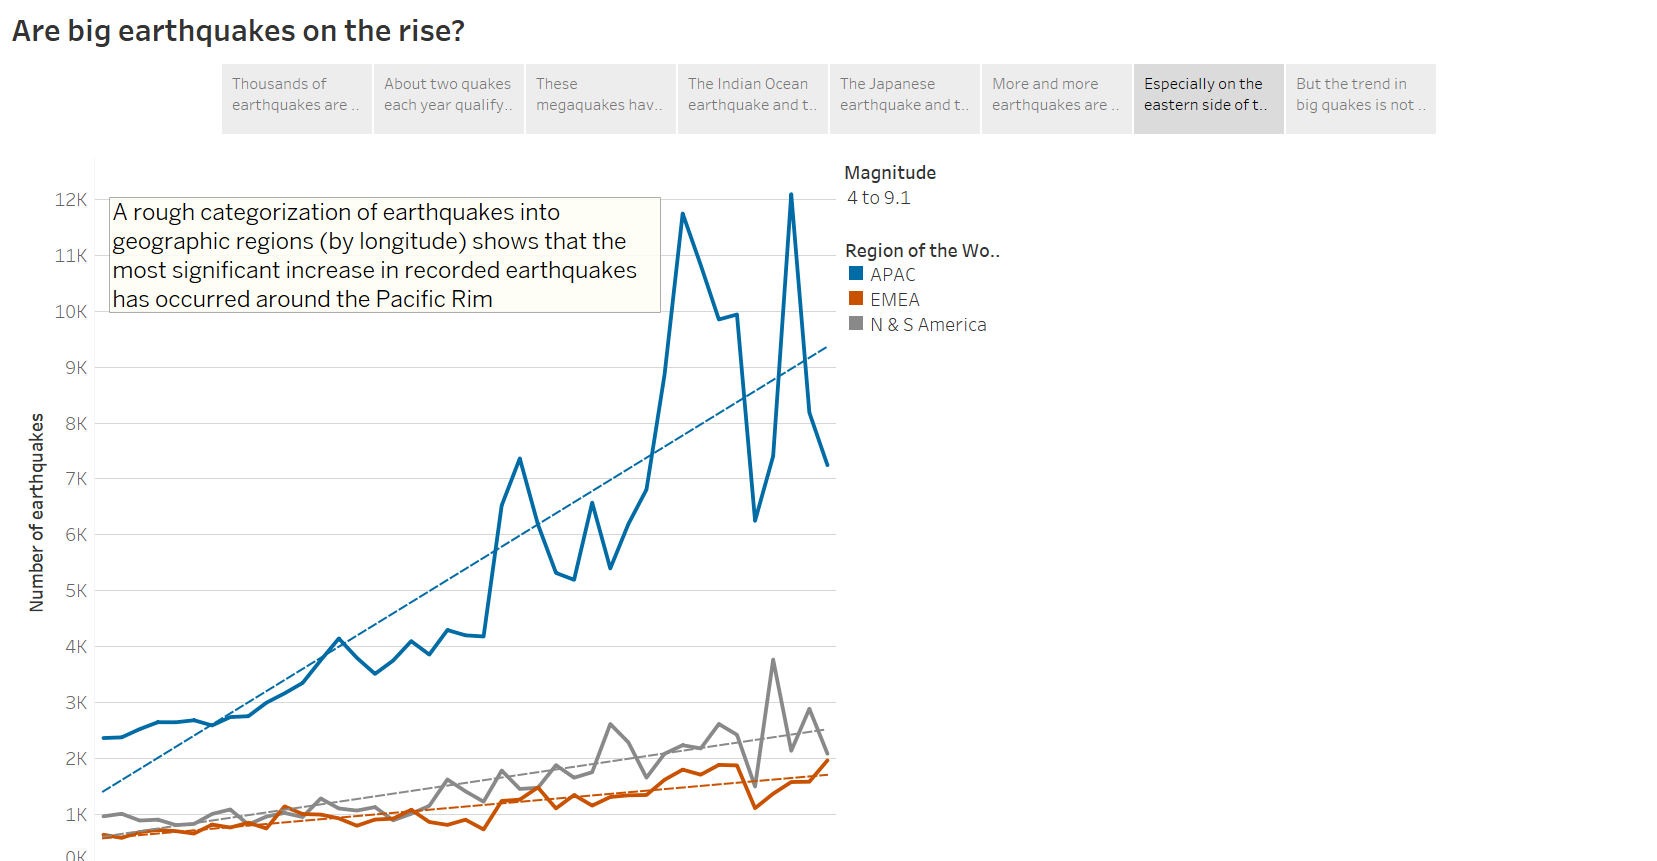 Are big earthquakes on the rise?
Thousands of
earthquakes are ..
About two quakes
each year qualify..
These
megaquakes hav..
The Indian Ocean
earthquake and t..
The Japanese
earthquake and t..
More and more
earthquakes are ..
Especially on the
eastern side of t..
But the trend in
big quakes is not ..
12K
11K
10K
9K
8K
7K
6K
5K
4K
3K
2K
1K
0K
Number of earthquakes
A rough categorization of earthquakes into
geographic regions (by longitude) shows that the
most significant increase in recorded earthquakes
has occurred around the Pacific Rim
Magnitude
4 to 9.1
Region of the Wo..
APAC
EMEA
N & S America